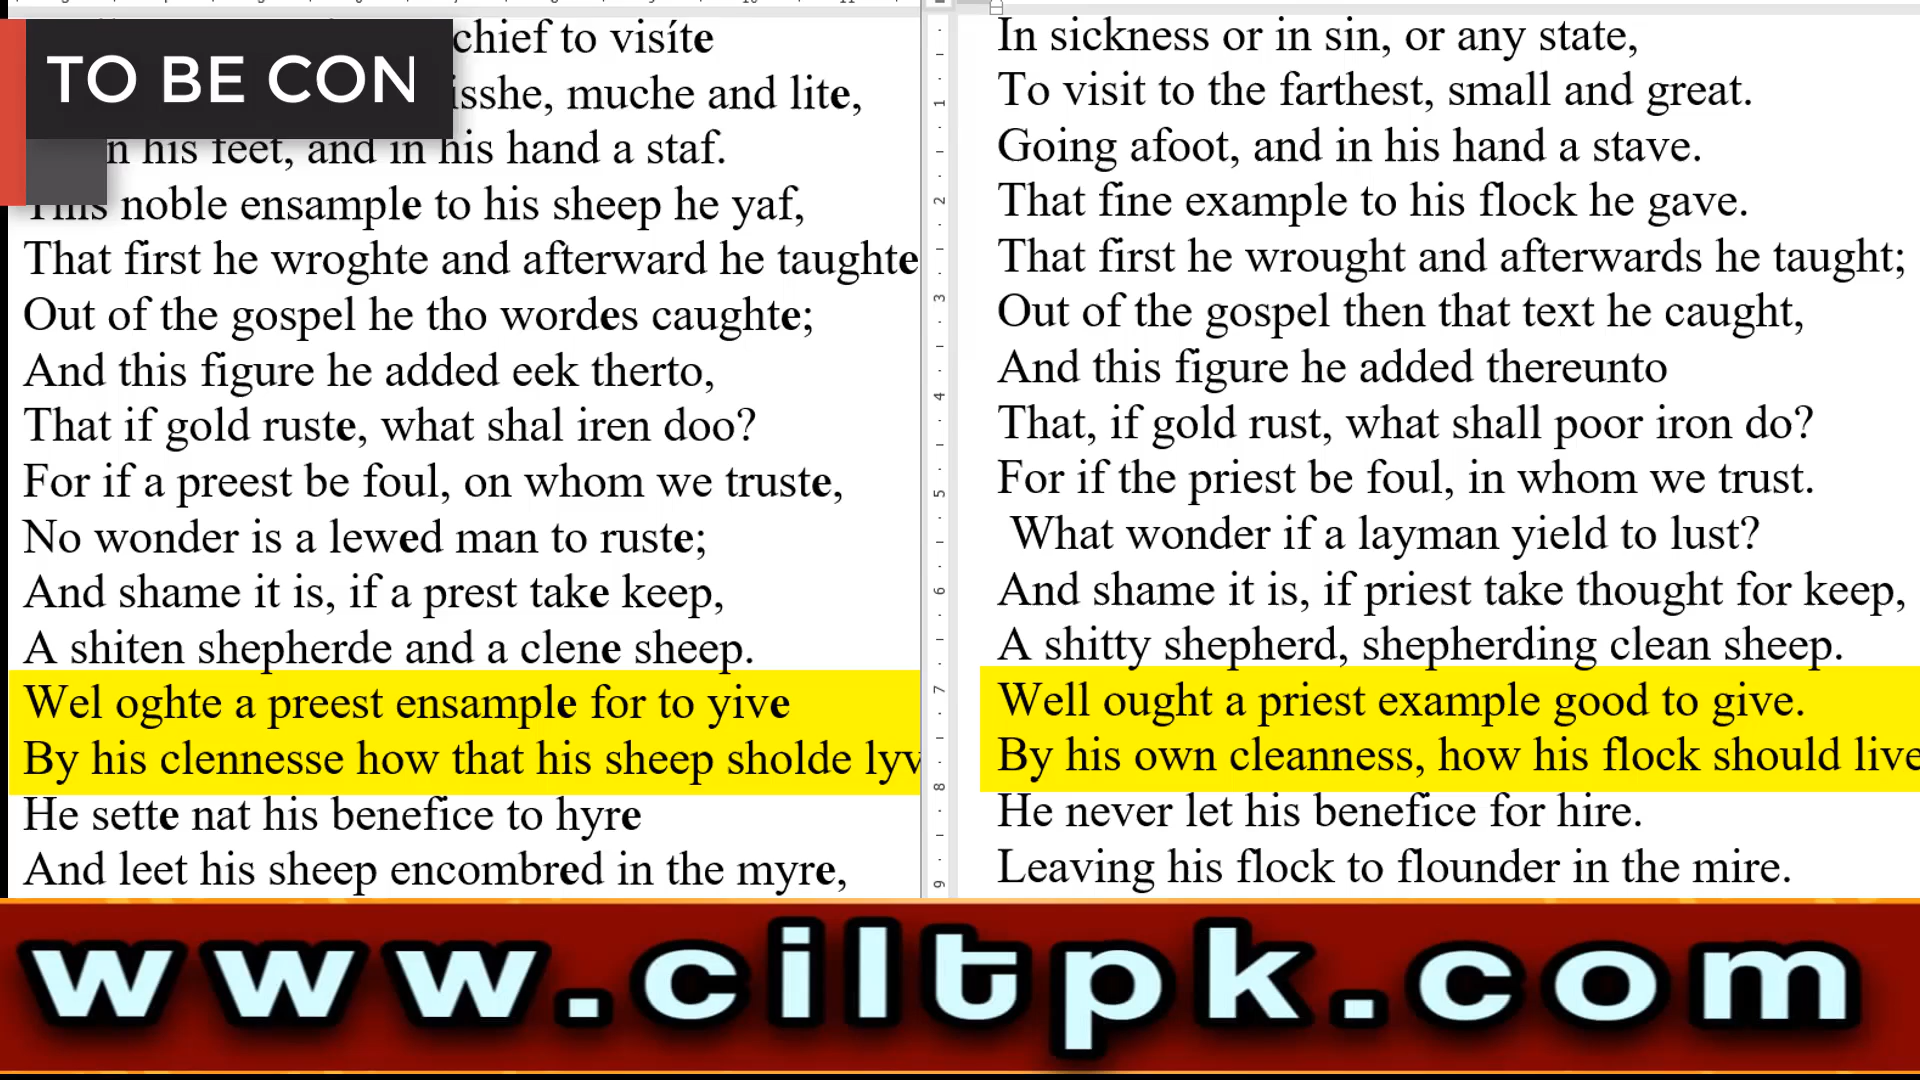 TO BE CON
chief to visíte
isshe, muche and lite,
n his feet, and in his hand a staf.
This noble ensample to his sheep he yaf,
That first he wroghte and afterward he taughte
Out of the gospel he tho wordes caughte;
And this figure he added eek therto,
That if gold ruste, what shal iren doo?
For if a preest be foul, on whom we truste,
No wonder is a lewed man to ruste;
And shame it is, if a prest take keep,
A shiten shepherde and a clene sheep.
Wel oghte a preest ensample for to yive
By his clennesse how that his sheep sholde lyv
He sette nat his benefice to hyre
And leet his sheep encombred in the myre,
In sickness or in sin, or any state,
To visit to the farthest, small and great.
Going afoot, and in his hand a stave.
That fine example to his flock he gave.
That first he wrought and afterwards he taught;
Out of the gospel then that text he caught,
And this figure he added thereunto
That, if gold rust, what shall poor iron do?
For if the priest be foul, in whom we trust.
What wonder if a layman yield to lust?
And shame it is, if priest take thought for keep,
A shitty shepherd, shepherding clean sheep.
Well ought a priest example good to give.
By his own cleanness, how his flock should live
He never let his benefice for hire.
Leaving his flock to flounder in the mire.
1
2
3
4
5
6
7
8
9
www.ciltpk.com